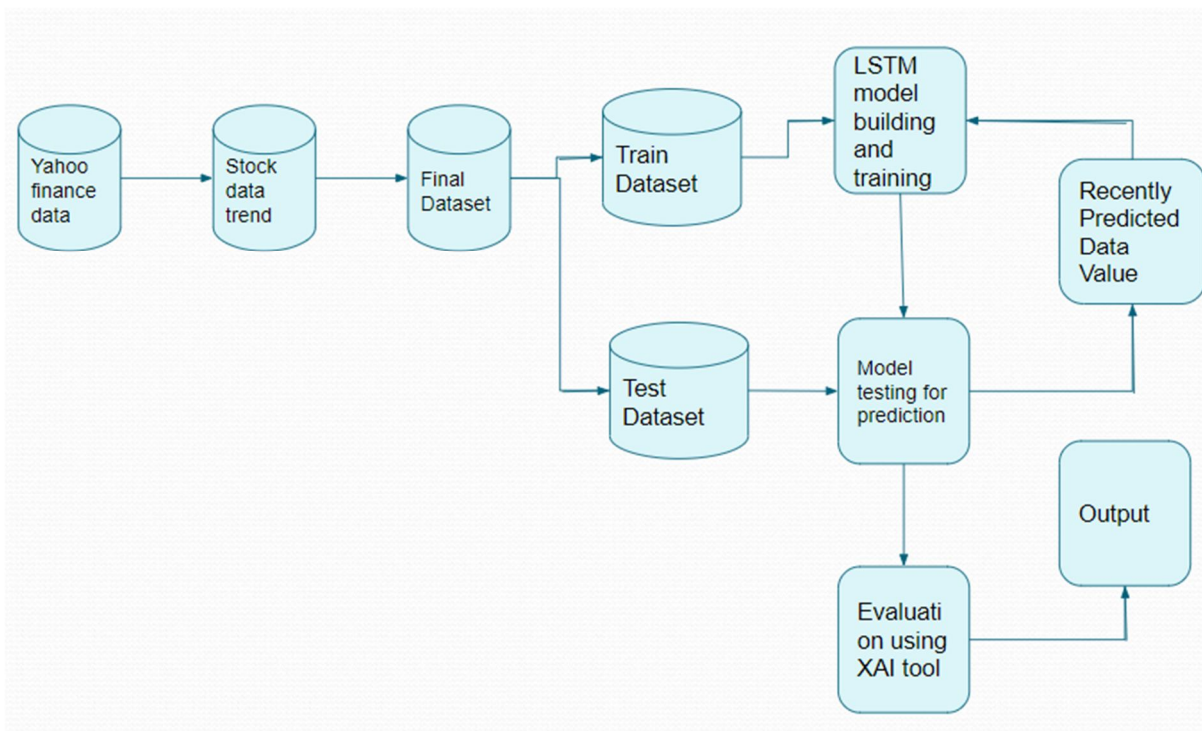 Yahoo
finance
data
Stock
data
trend
Final
Dataset
Train
Dataset
LSTM
model
building
and
training
Recently
Predicted
Data
Value
Test
Dataset
Model
testing for
prediction
Evaluati
on using
XAI tool
Output